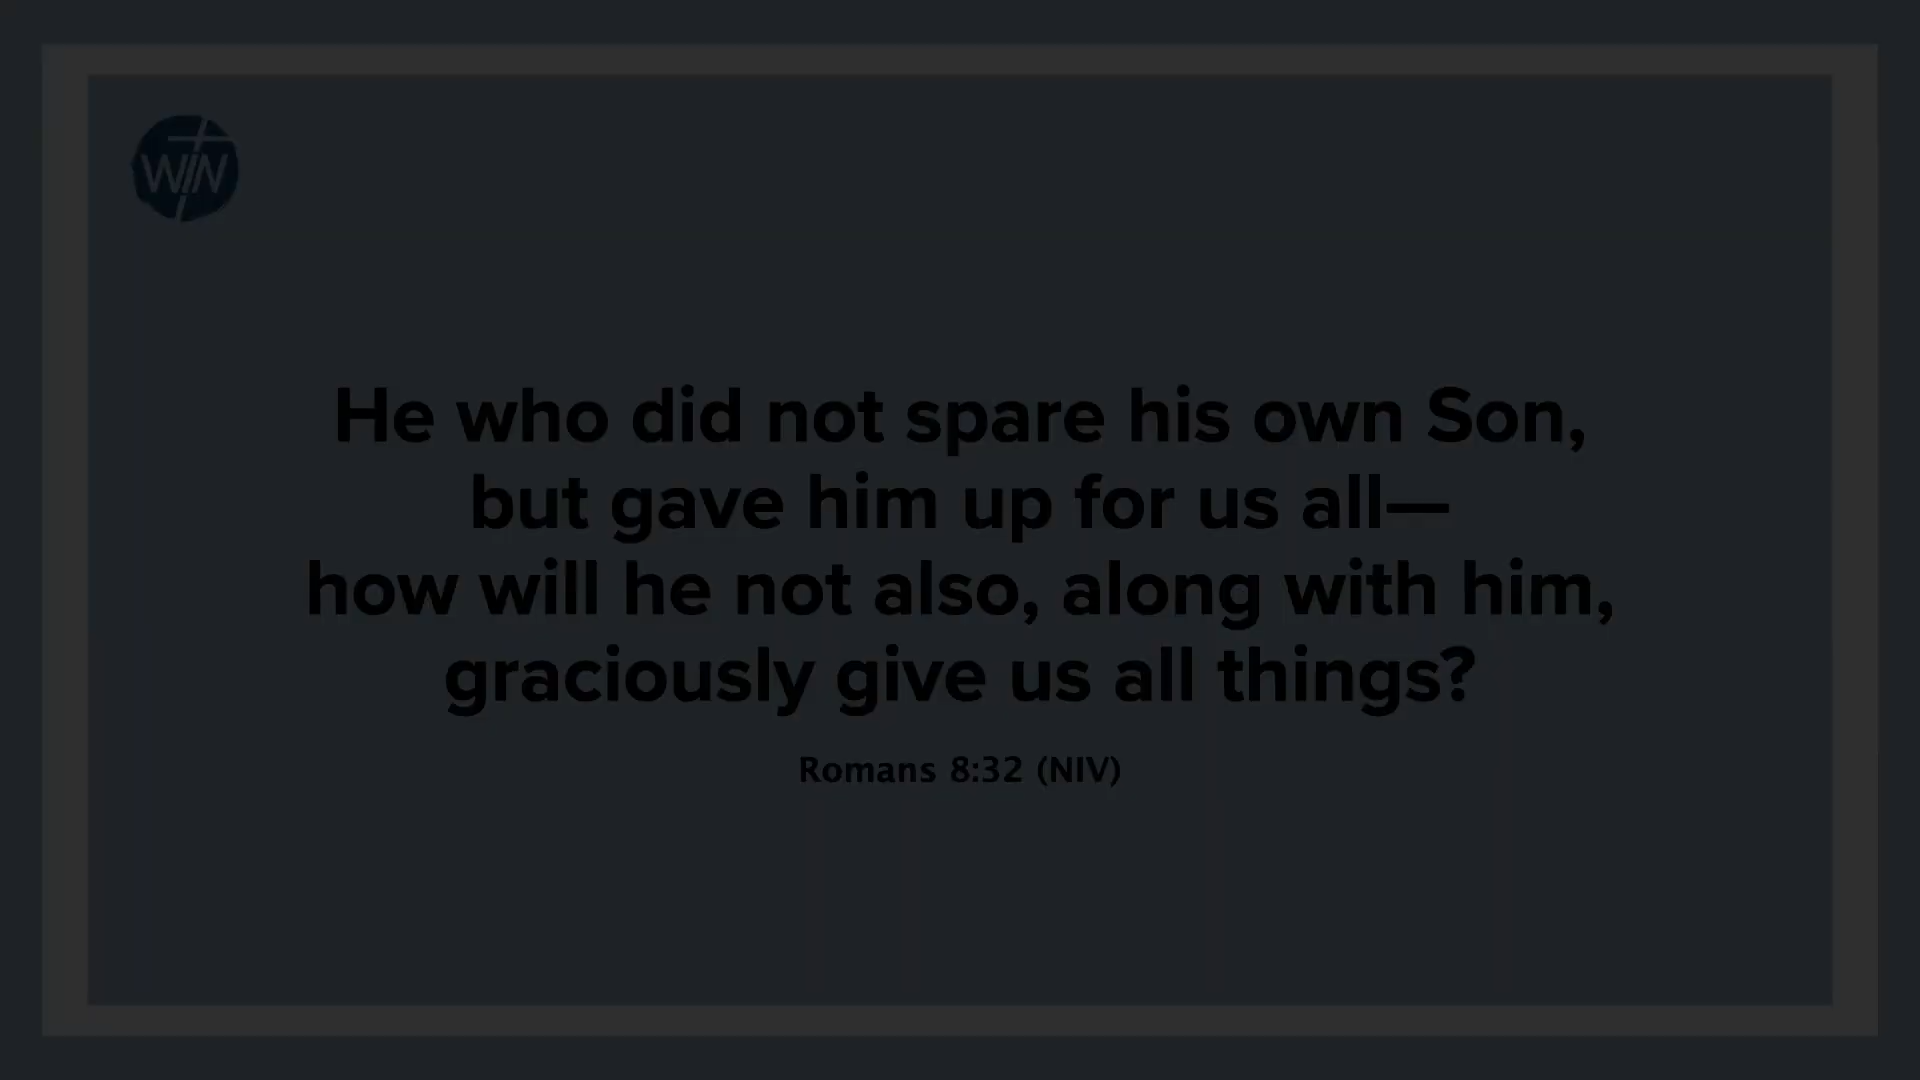 WIN
He who did not spare his own Son,
but gave him up for us all—
how will he not also, along with him,
graciously give us all things?
Romans 8:32 (NIV)